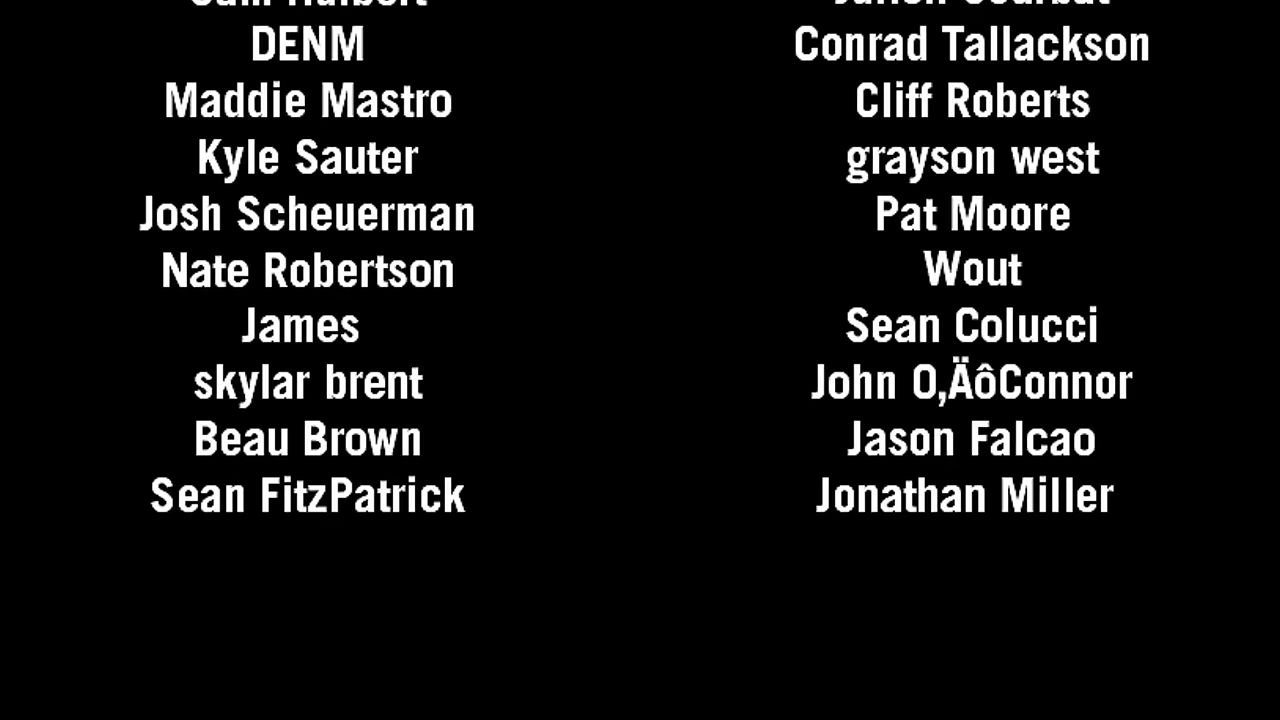 DENM
Maddie Mastro
Kyle Sauter
Josh Scheuerman
Nate Robertson
James
skylar brent
Beau Brown
Sean FitzPatrick
Conrad Tallackson
Cliff Roberts
grayson west
Pat Moore
Wout
Sean Colucci
John O‚ÄôConnor
Jason Falcao
Jonathan Miller